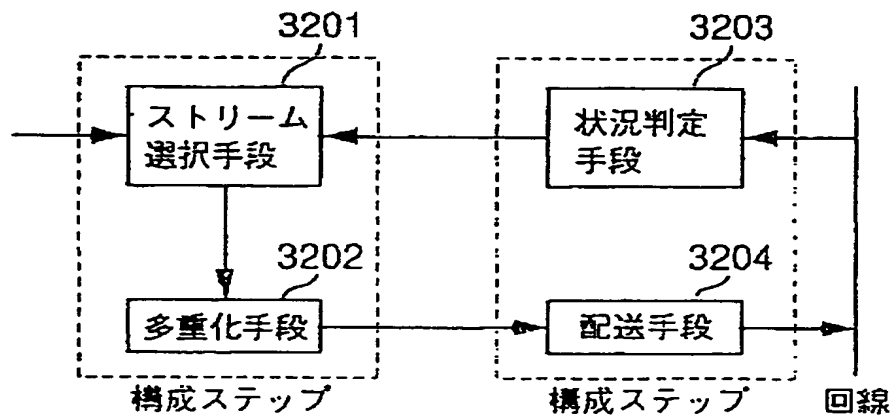 3201
ストリーム
選択手段
3203
状況判定
手段
3202
多重化手段
3204
配送手段
構成ステップ
構成ステップ
回線